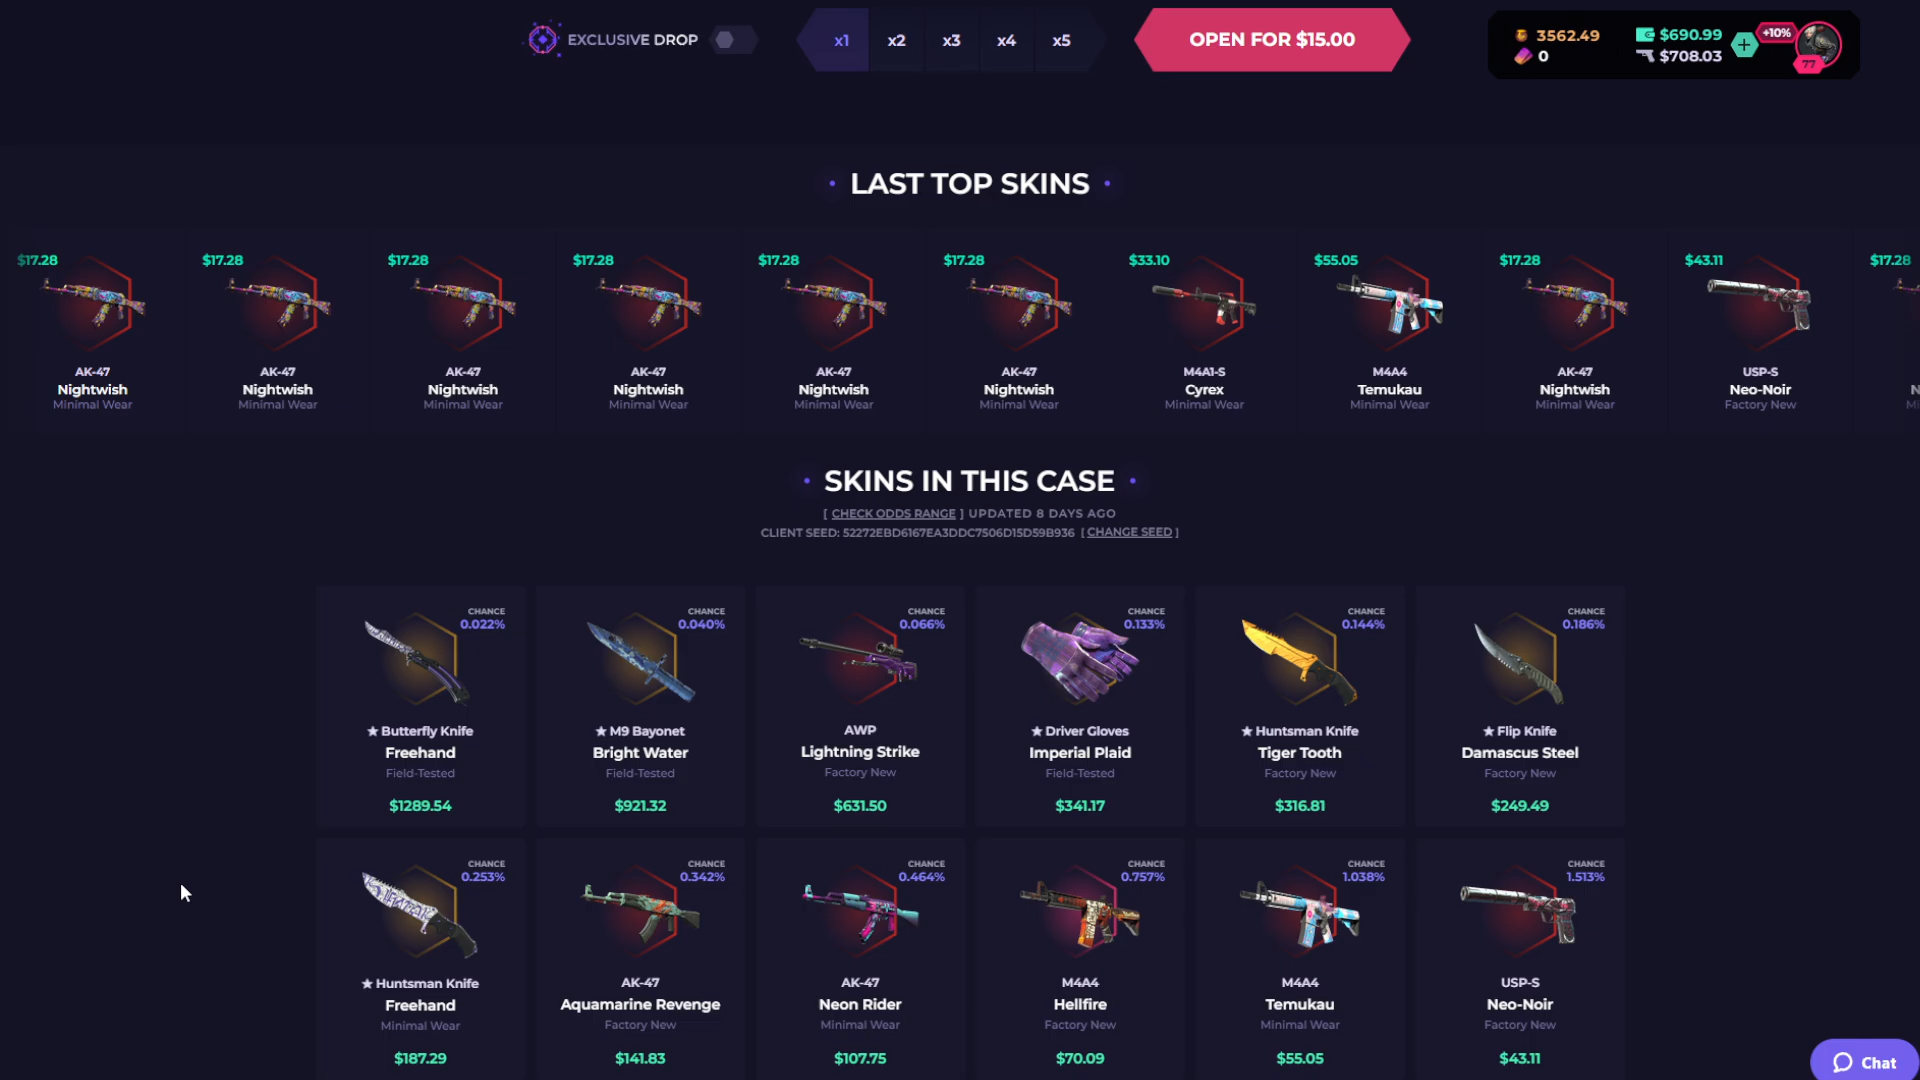 EXCLUSIVE DROP
x1 x2 x3 x4 x5
OPEN FOR $15.00
3562.49
0
$690.99
$708.03
+10%
77
LAST TOP SKINS
$17.28 $17.28 $17.28 $17.28 $17.28 $17.28 $33.10 $55.05 $17.28 $43.11 $17.28
AK-47 AK-47 AK-47 AK-47 AK-47 AK-47 M4A1-S M4A4 AK-47 USP-S
Nightwish Nightwish Nightwish Nightwish Nightwish Nightwish Cyrex Temukau Nightwish Neo-Noir
Minimal Wear Minimal Wear Minimal Wear Minimal Wear Minimal Wear Minimal Wear Minimal Wear Minimal Wear Minimal Wear Factory New
SKINS IN THIS CASE
[ CHECK ODDS RANGE ] UPDATED 8 DAYS AGO
CLIENT SEED: 52272EBD6167EA3DDC7506D15D59B936 [ CHANGE SEED ]
CHANCE CHANCE CHANCE CHANCE CHANCE CHANCE
0.022% 0.040% 0.066% 0.133% 0.144% 0.186%
★ Butterfly Knife ★ M9 Bayonet AWP ★ Driver Gloves ★ Huntsman Knife ★ Flip Knife
Freehand Bright Water Lightning Strike Imperial Plaid Tiger Tooth Damascus Steel
Field-Tested Field-Tested Factory New Field-Tested Factory New Factory New
$1289.54 $921.32 $631.50 $341.17 $316.81 $249.49
CHANCE CHANCE CHANCE CHANCE CHANCE CHANCE
0.253% 0.342% 0.464% 0.757% 1.038% 1.513%
★ Huntsman Knife AK-47 AK-47 M4A4 M4A4 USP-S
Freehand Aquamarine Revenge Neon Rider Hellfire Temukau Neo-Noir
Minimal Wear Factory New Minimal Wear Factory New Minimal Wear Factory New
$187.29 $141.83 $107.75 $70.09 $55.05 $43.11
Chat